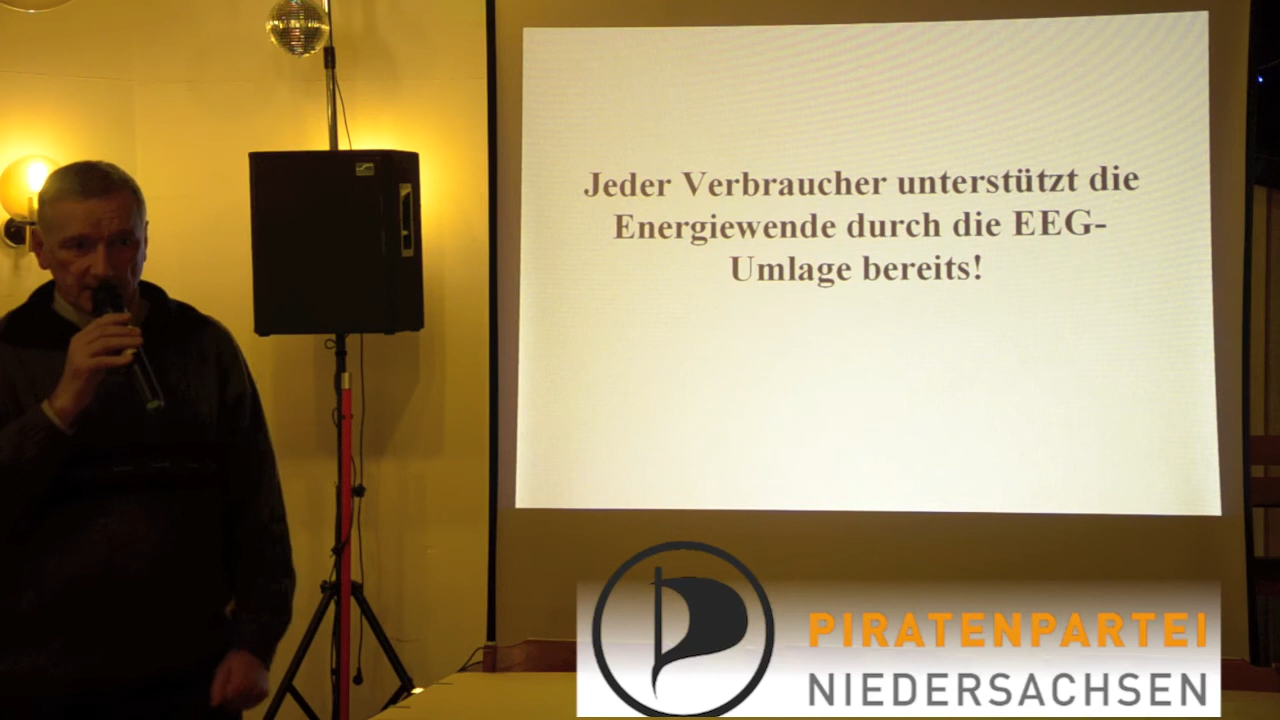 Jeder Verbraucher unterstützt die
Energiewende durch die EEG-
Umlage bereits!
PIRATENPARTEI
NIEDERSACHSEN